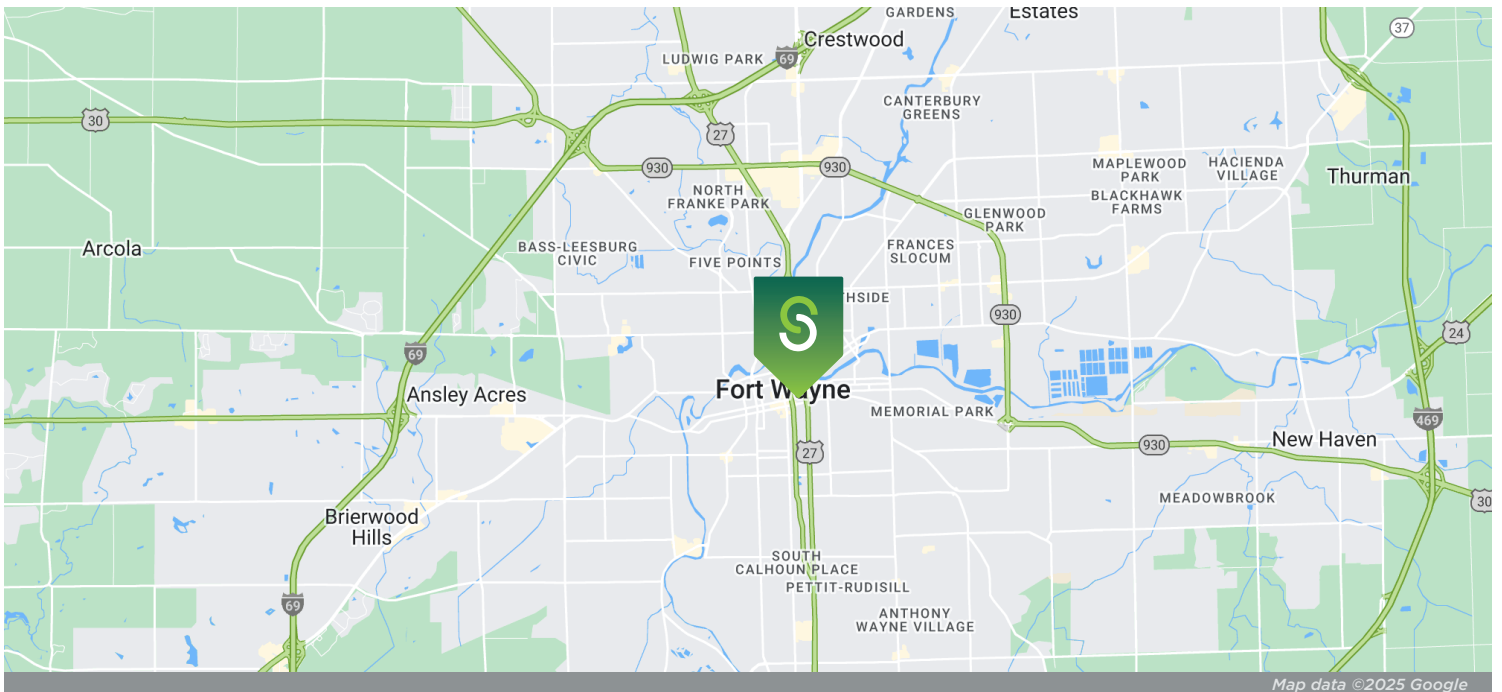 GARDENS
Estates
37
Crestwood
LUDWIG PARK
69
CANTERBURY
GREENS
30
27
930
930
MAPLEWOOD
PARK
HACIENDA
VILLAGE
Thurman
NORTH
FRANKE PARK
BLACKHAWK
FARMS
GLENWOOD
PARK
Arcola
BASS-LEESBURG
CIVIC
FIVE POINTS
FRANCES
SLOCUM
THSIDE
930
S
24
69
Ansley Acres
Fort Wayne
MEMORIAL PARK
469
27
930
New Haven
MEADOWBROOK
30
Brierwood
Hills
SOUTH
CALHOUN PLACE
PETTIT-RUDISILL
69
ANTHONY
WAYNE VILLAGE
Map data ©2025 Google